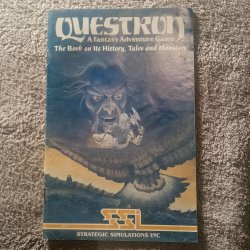 QUESTRON
A Fantasy Adventure Game
The Book on Its History, Tales and Monsters
SSI
STRATEGIC SIMULATIONS INC